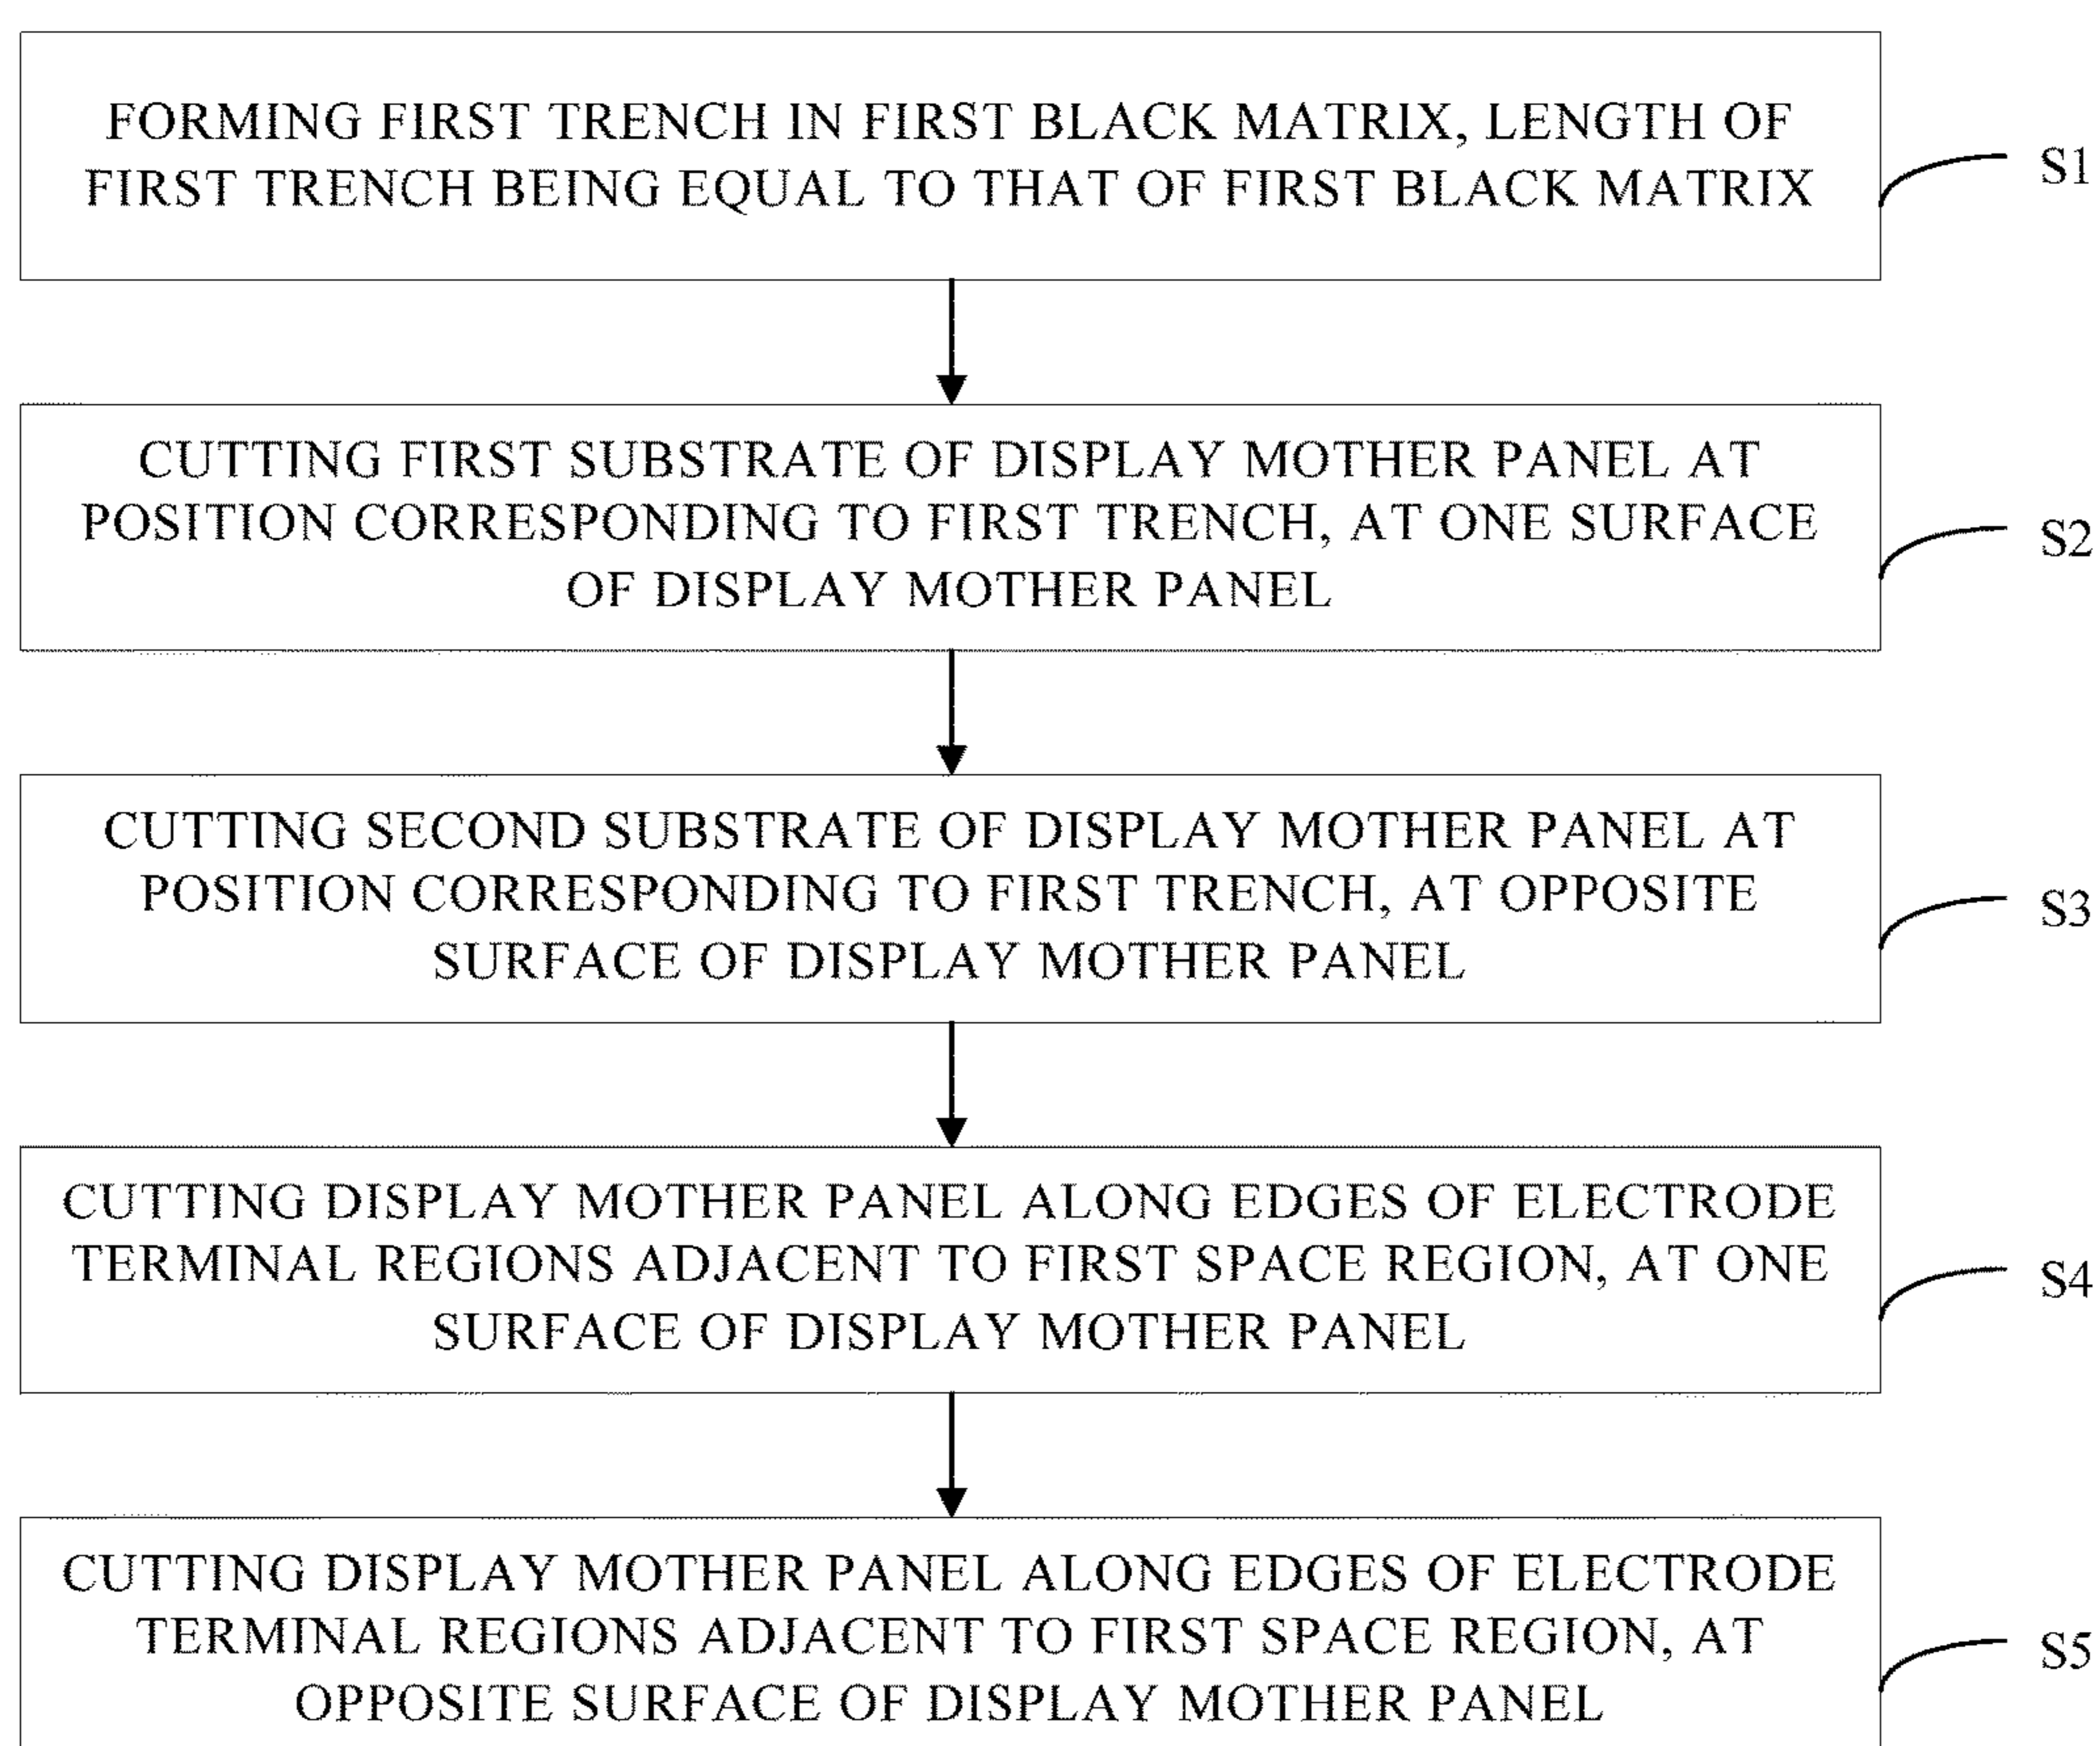 FORMING FIRST TRENCH IN FIRST BLACK MATRIX, LENGTH OF
FIRST TRENCH BEING EQUAL TO THAT OF FIRST BLACK MATRIX
S1
CUTTING FIRST SUBSTRATE OF DISPLAY MOTHER PANEL AT
POSITION CORRESPONDING TO FIRST TRENCH, AT ONE SURFACE
OF DISPLAY MOTHER PANEL
S2
CUTTING SECOND SUBSTRATE OF DISPLAY MOTHER PANEL AT
POSITION CORRESPONDING TO FIRST TRENCH, AT OPPOSITE
SURFACE OF DISPLAY MOTHER PANEL
S3
CUTTING DISPLAY MOTHER PANEL ALONG EDGES OF ELECTRODE
TERMINAL REGIONS ADJACENT TO FIRST SPACE REGION, AT ONE
SURFACE OF DISPLAY MOTHER PANEL
S4
CUTTING DISPLAY MOTHER PANEL ALONG EDGES OF ELECTRODE
TERMINAL REGIONS ADJACENT TO FIRST SPACE REGION, AT
OPPOSITE SURFACE OF DISPLAY MOTHER PANEL
S5